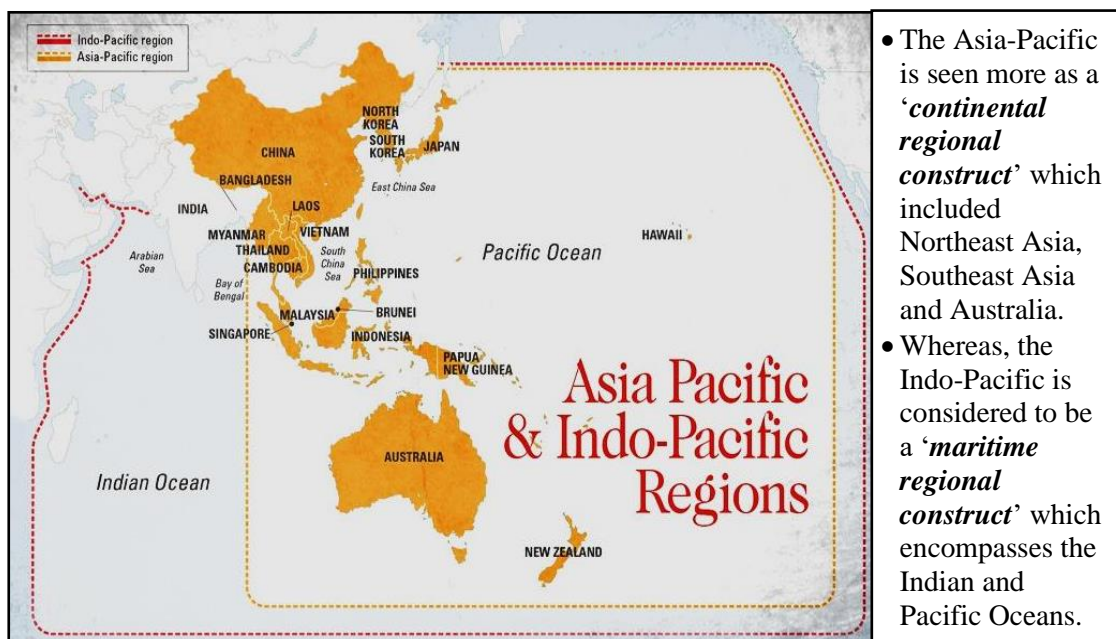 Indo-Pacific region
Asia-Pacific region
NORTH
KOREA
SOUTH
KOREA
JAPAN
CHINA
East China Sea
BANGLADESH
INDIA
LAOS
MYANMAR
VIETNAM
THAILAND
CAMBODIA
South
China
Sea
Arabian
Sea
Bay of
Bengal
PHILIPPINES
Pacific Ocean
HAWAII
MALAYSIA
BRUNEI
SINGAPORE
INDONESIA
PAPUA
NEW GUINEA
Asia Pacific
& Indo-Pacific
Regions
AUSTRALIA
Indian Ocean
NEW ZEALAND
• The Asia-Pacific
is seen more as a
‘continental
regional
construct’ which
included
Northeast Asia,
Southeast Asia
and Australia.
• Whereas, the
Indo-Pacific is
considered to be
a ‘maritime
regional
construct’ which
encompasses the
Indian and
Pacific Oceans.